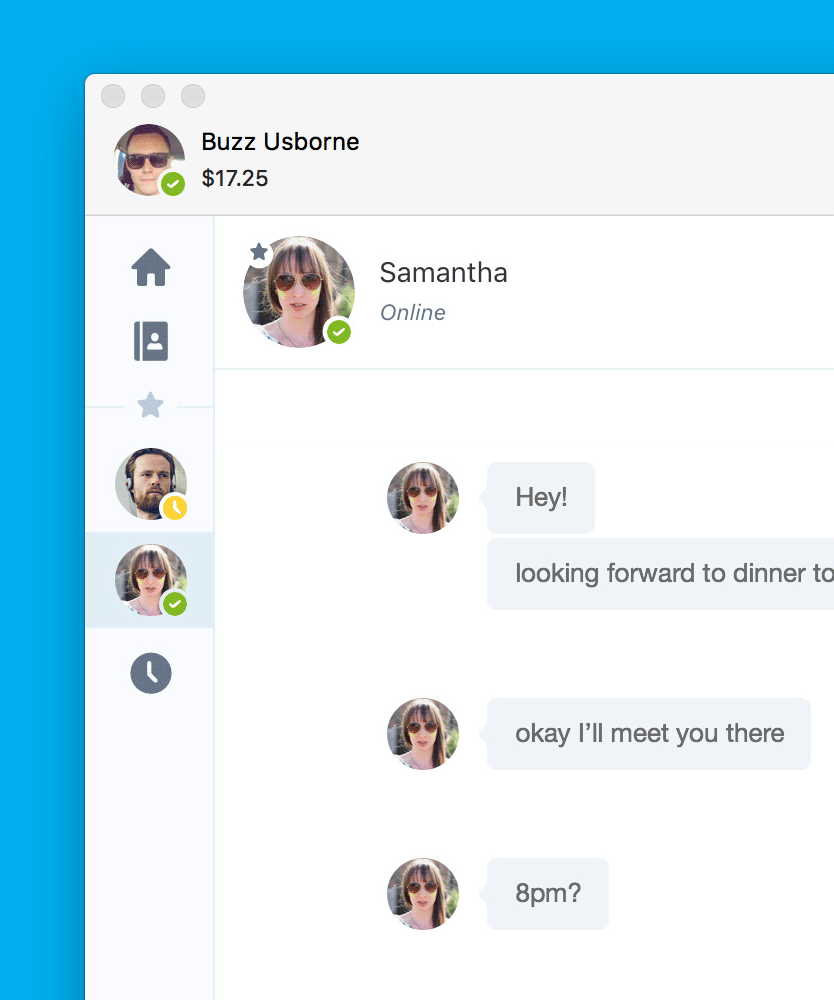 Buzz Usborne
$17.25
Samantha
Online
Hey!
looking forward to dinner to
okay I’ll meet you there
8pm?